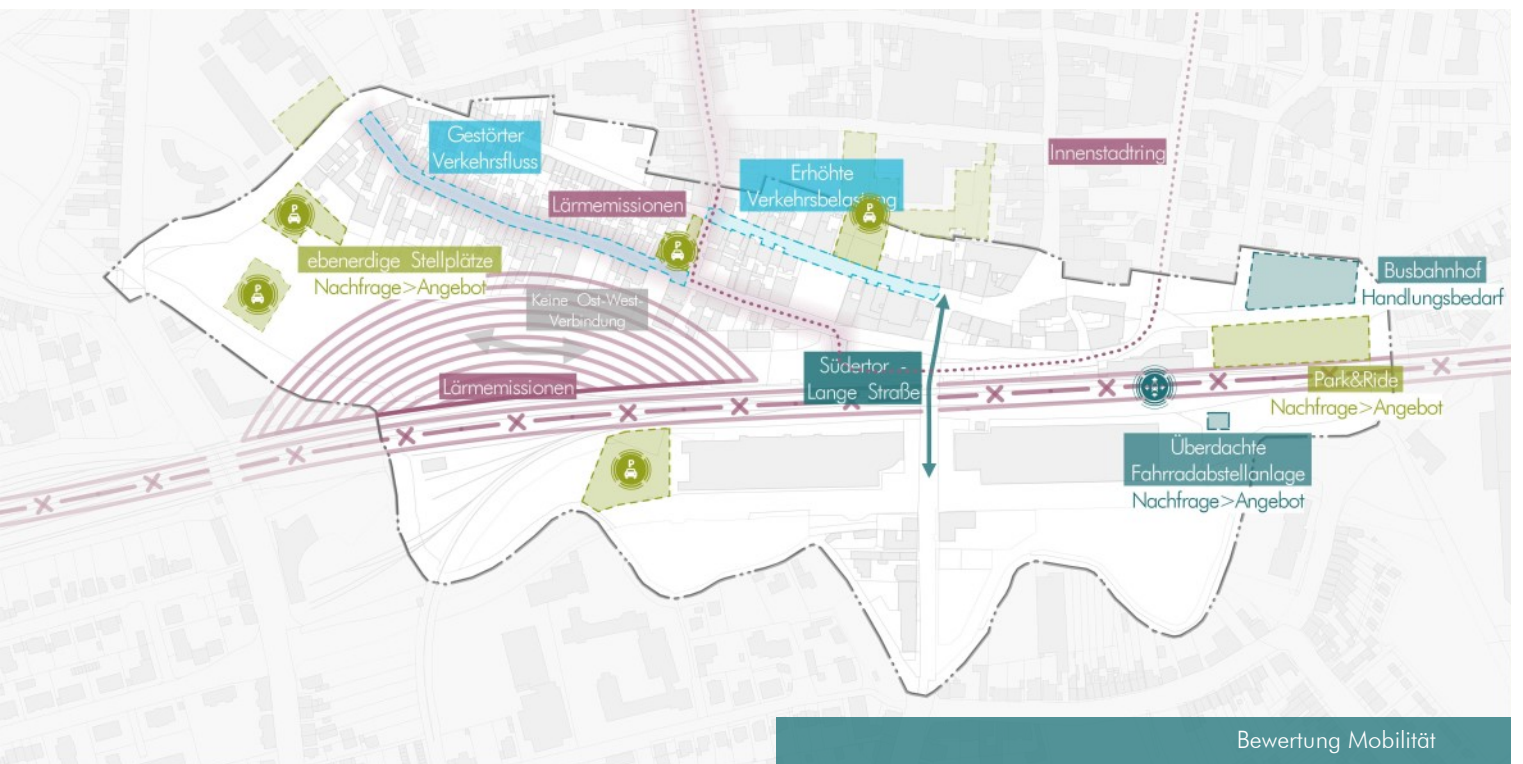 Gestörter
Verkehrsfluss
Innenstadtring
Erhöhte
Verkehrsbelastung
Lärmemissionen
P
P
P
ebenerdige Stellplätze
Nachfrage>Angebot
P
Keine Ost-West-
Verbindung
Busbahnhof
Handlungsbedarf
Südertor -
Lange Straße
Lärmemissionen
Park&Ride
Nachfrage>Angebot
P
Überdachte
Fahrradabstellanlage
Nachfrage>Angebot
Bewertung Mobilität